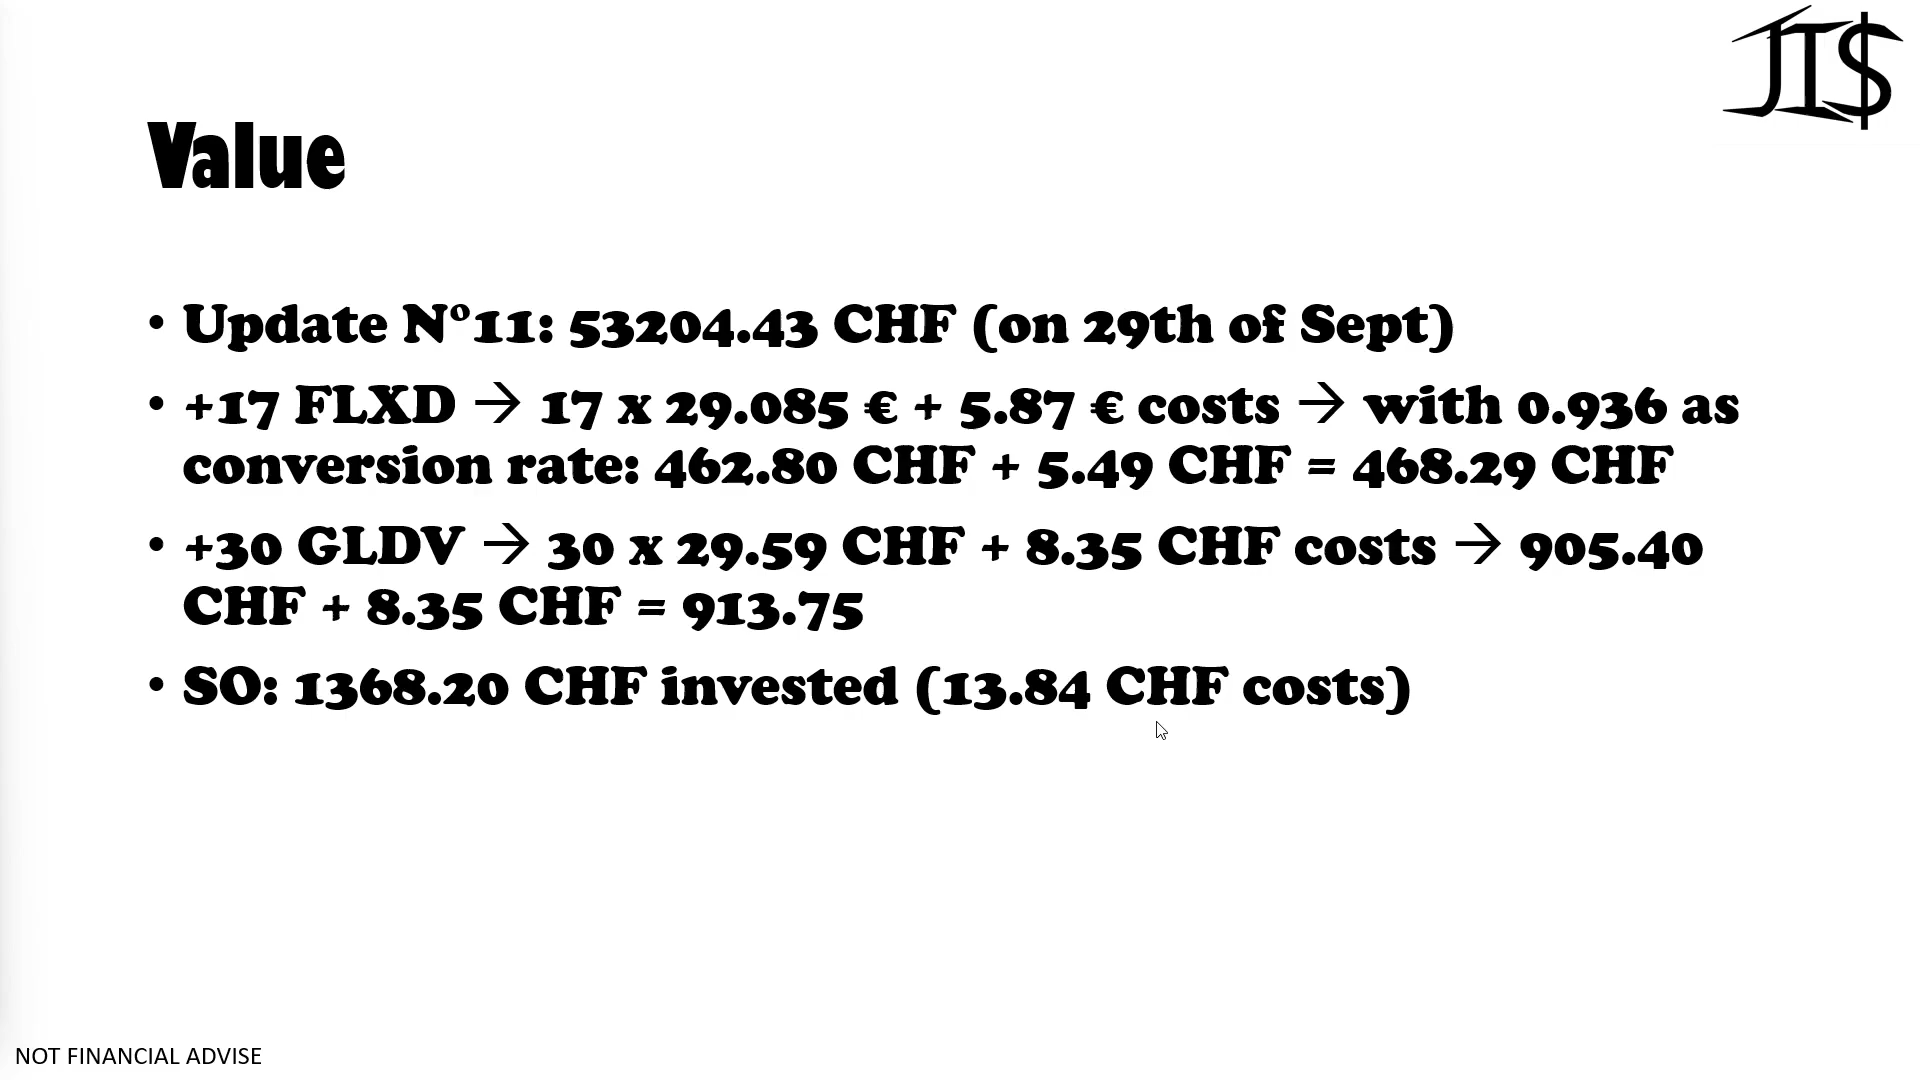 JI$
Value
• Update N°11: 53204.43 CHF (on 29th of Sept)
• +17 FLXD → 17 x 29.085 € + 5.87 € costs → with 0.936 as
conversion rate: 462.80 CHF + 5.49 CHF = 468.29 CHF
• +30 GLDV → 30 x 29.59 CHF + 8.35 CHF costs → 905.40
CHF + 8.35 CHF = 913.75
• SO: 1368.20 CHF invested (13.84 CHF costs)
NOT FINANCIAL ADVISE